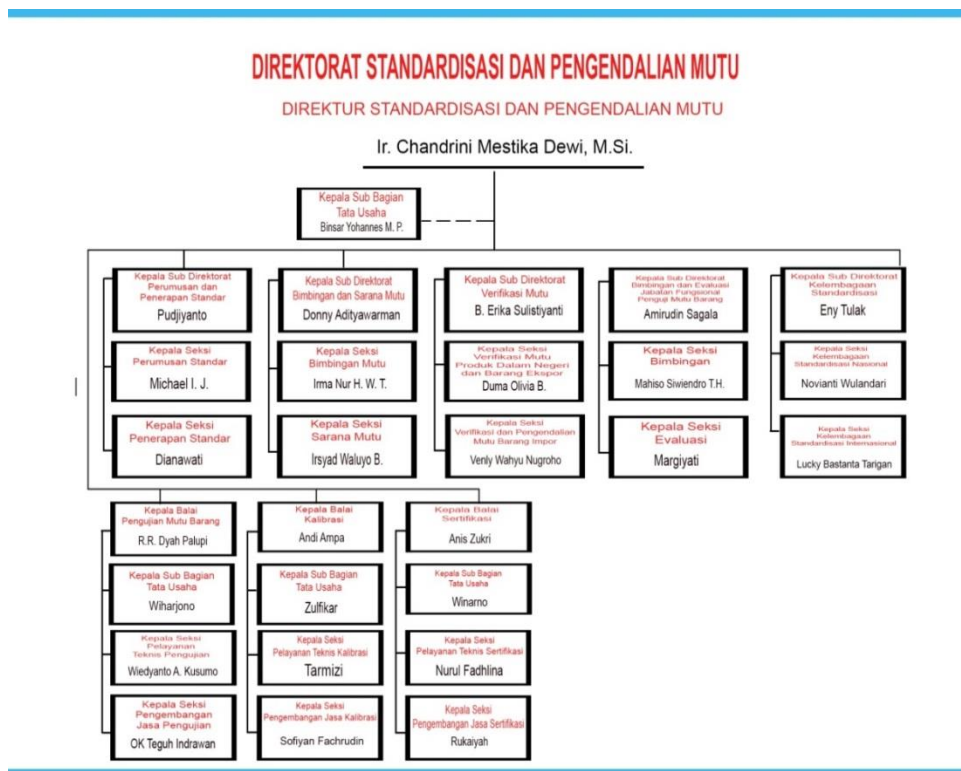 DIREKTORAT STANDARDISASI DAN PENGENDALIAN MUTU
DIREKTUR STANDARDISASI DAN PENGENDALIAN MUTU
Ir. Chandrini Mestika Dewi, M.Si.
Kepala Sub Bagian
Tata Usaha
Binsar Yohannes M. P.
Kepala Sub Direktorat
Perumusan dan
Penerapan Standar
Pudjiyanto
Kepala Sub Direktorat
Bimbingan dan Sarana Mutu
Donny Adityawarman
Kepala Sub Direktorat
Verifikasi Mutu
B. Erika Sulistiyanti
Kepala Sub Direktorat
Bimbingan dan Evaluasi
Jabatan Fungsional
Penguji Mutu Barang
Amirudin Sagala
Kepala Sub Direktorat
Kelembagaan
Standardisasi
Eny Tulak
Kepala Seksi
Perumusan Standar
Michael I. J.
Kepala Seksi
Bimbingan Mutu
Irma Nur H. W. T.
Kepala Seksi
Verifikasi Mutu
Produk Dalam Negeri
dan Barang Ekspor
Duma Olivia B.
Kepala Seksi
Bimbingan
Mahiso Siwiendro T.H.
Kepala Seksi
Kelembagaan
Standardisasi Nasional
Novianti Wulandari
Kepala Seksi
Penerapan Standar
Dianawati
Kepala Seksi
Sarana Mutu
Irsyad Waluyo B.
Kepala Seksi
Verifikasi dan Pengendalian
Mutu Barang Impor
Venly Wahyu Nugroho
Kepala Seksi
Evaluasi
Margiyati
Kepala Seksi
Kelembagaan
Standardisasi Internasional
Lucky Bastanta Tarigan
Kepala Balai
Pengujian Mutu Barang
R.R. Dyah Palupi
Kepala Balai
Kalibrasi
Andi Ampa
Kepala Balai
Sertifikasi
Anis Zukri
Kepala Sub Bagian
Tata Usaha
Wiharjono
Kepala Sub Bagian
Tata Usaha
Zulfikar
Kepala Sub Bagian
Tata Usaha
Winarno
Kepala Seksi
Pelayanan
Teknis Pengujian
Wiedyanto A. Kusumo
Kepala Seksi
Pelayanan Teknis Kalibrasi
Tarmizi
Kepala Seksi
Pelayanan Teknis Sertifikasi
Nurul Fadhlina
Kepala Seksi
Pengembangan
Jasa Pengujian
OK Teguh Indrawan
Kepala Seksi
Pengembangan Jasa Kalibrasi
Sofiyan Fachrudin
Kepala Seksi
Pengembangan Jasa Sertifikasi
Rukaiyah